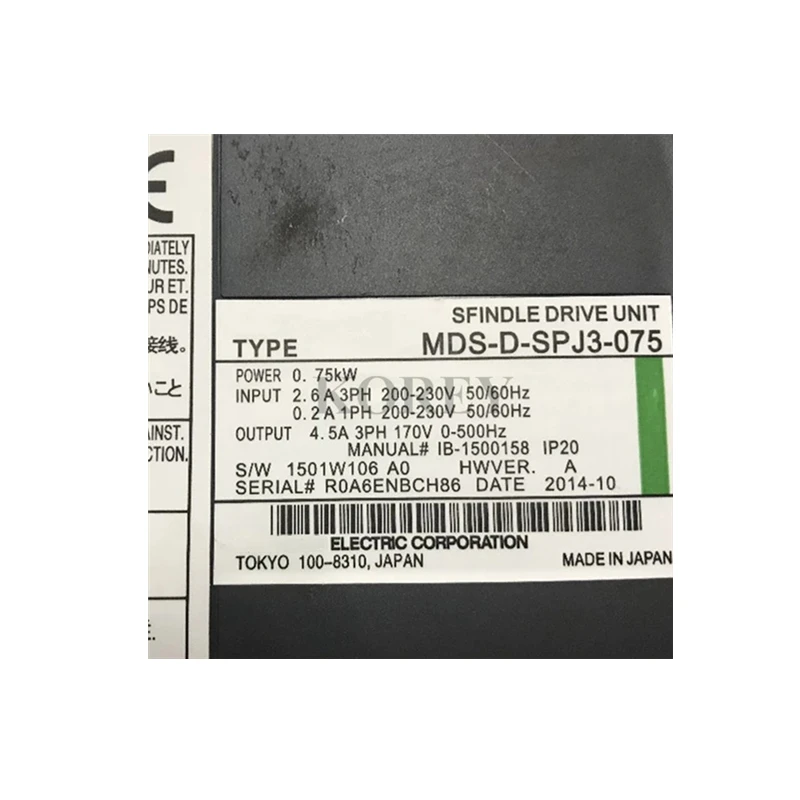 CE
DIATELY
NUTES.
UR ET.
PS DE
接线。
いこと
AINST.
CTION.
SFINDLE DRIVE UNIT
TYPE MDS-D-SPJ3-075
POWER 0. 75kW
INPUT 2.6A 3PH 200-230V 50/60Hz
0.2A 1PH 200-230V 50/60Hz
OUTPUT 4.5A 3PH 170V 0-500Hz
MANUAL# IB-1500158 IP20
S/W 1501W106 A0 HWVER. A
SERIAL# R0A6ENBCH86 DATE 2014-10
ELECTRIC CORPORATION
TOKYO 100-8310, JAPAN MADE IN JAPAN
KOREY